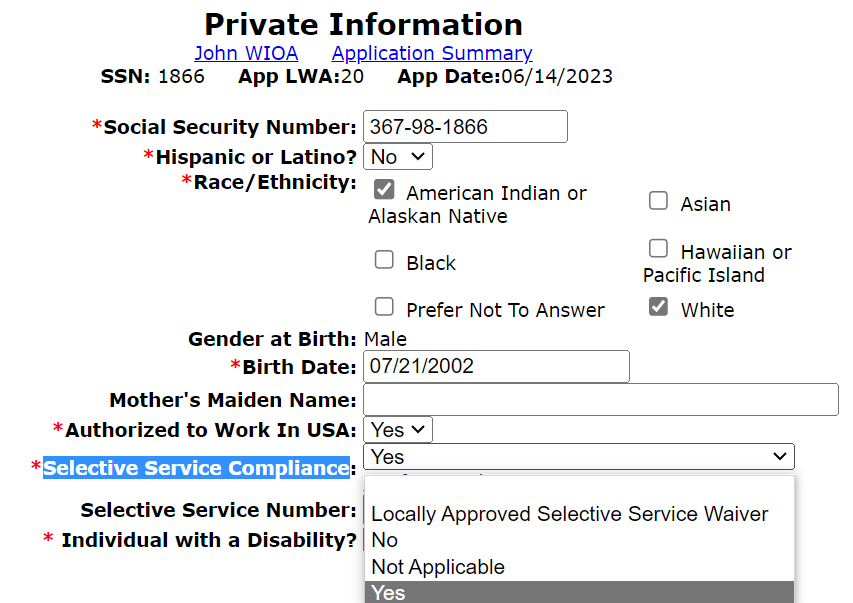 Private Information
John WIOA Application Summary
SSN: 1866 App LWA:20 App Date:06/14/2023
*Social Security Number: 367-98-1866
*Hispanic or Latino? No
*Race/Ethnicity:
American Indian or
Alaskan Native
Asian
Black
Hawaiian or
Pacific Island
Prefer Not To Answer
White
Gender at Birth: Male
*Birth Date: 07/21/2002
Mother's Maiden Name:
*Authorized to Work In USA: Yes
*Selective Service Compliance: Yes
Selective Service Number:
Locally Approved Selective Service Waiver
* Individual with a Disability?
No
Not Applicable
Yes